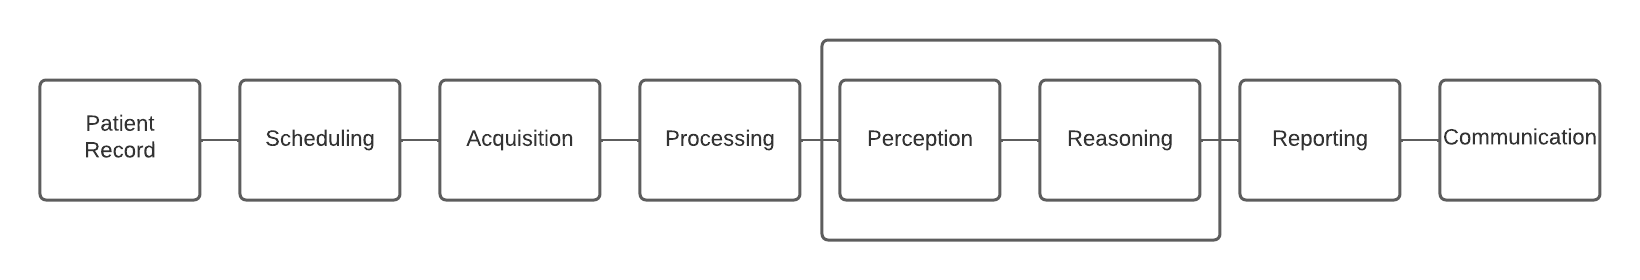 Patient
Record
Scheduling
Acquisition
Processing
Perception
Reasoning
Reporting
Communication